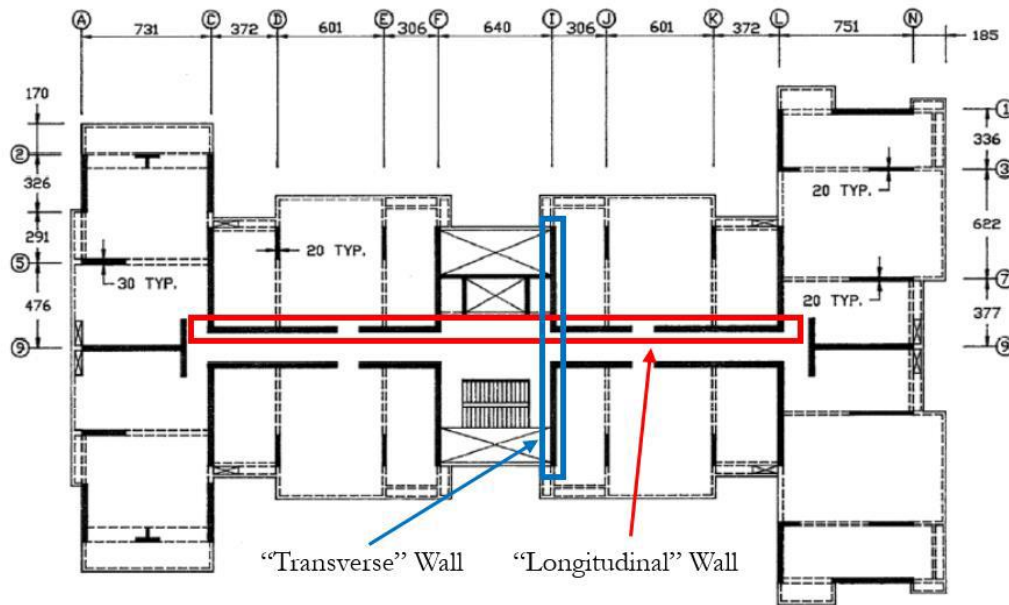 A C D E F I J K L N
731 372 601 306 640 306 601 372 751 185
170
1
2
336
326
3
20 TYP.
291
20 TYP.
622
5
30 TYP.
7
476
20 TYP.
377
9 9
“Transverse” Wall “Longitudinal” Wall